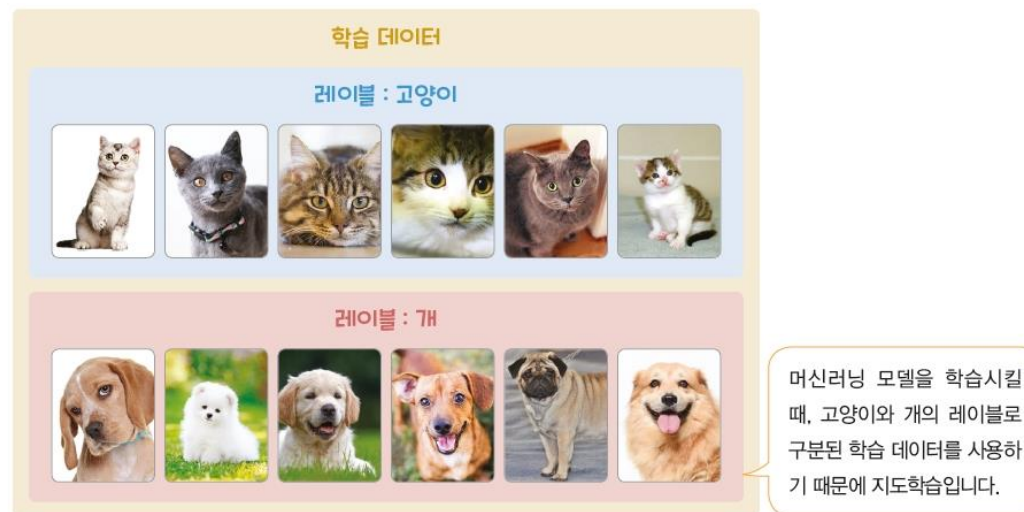 학습 데이터
레이블 : 고양이
레이블 : 개
머신러닝 모델을 학습시킬
때, 고양이와 개의 레이블로
구분된 학습 데이터를 사용하
기 때문에 지도학습입니다.